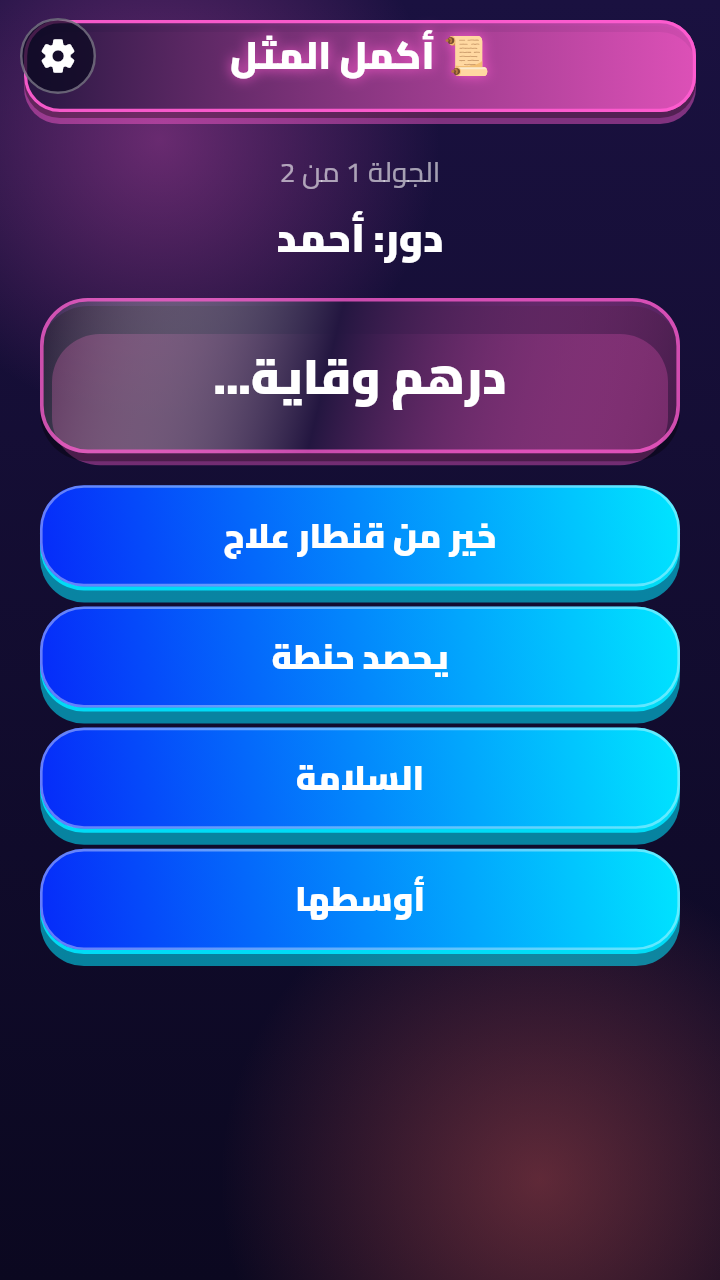 أكمل المثل
الجولة 1 من 2
دور: أحمد
درهم وقاية...
خير من قنطار علاج
يحصد حنطة
السلامة
أوسطها